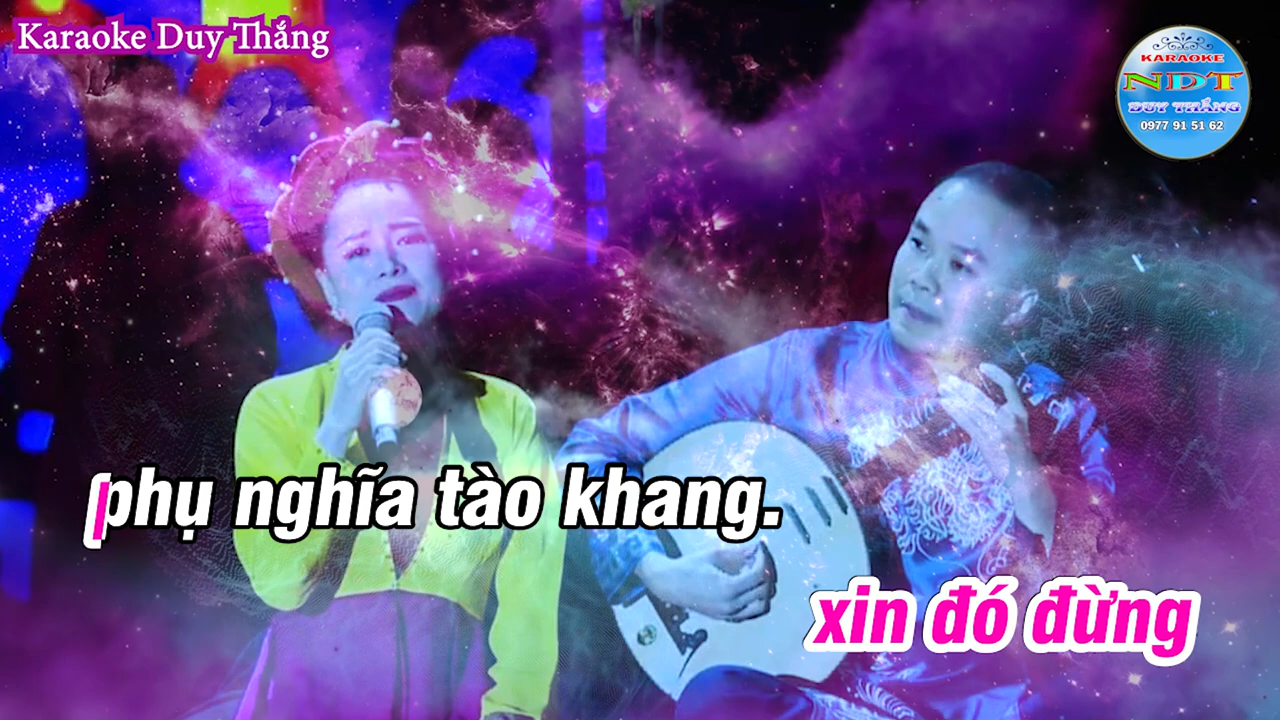 Karaoke Duy Thắng
KARAOKE
NDT
DUY THẮNG
0977 91 51 62
phụ nghĩa tào khang.
xin đó đừng